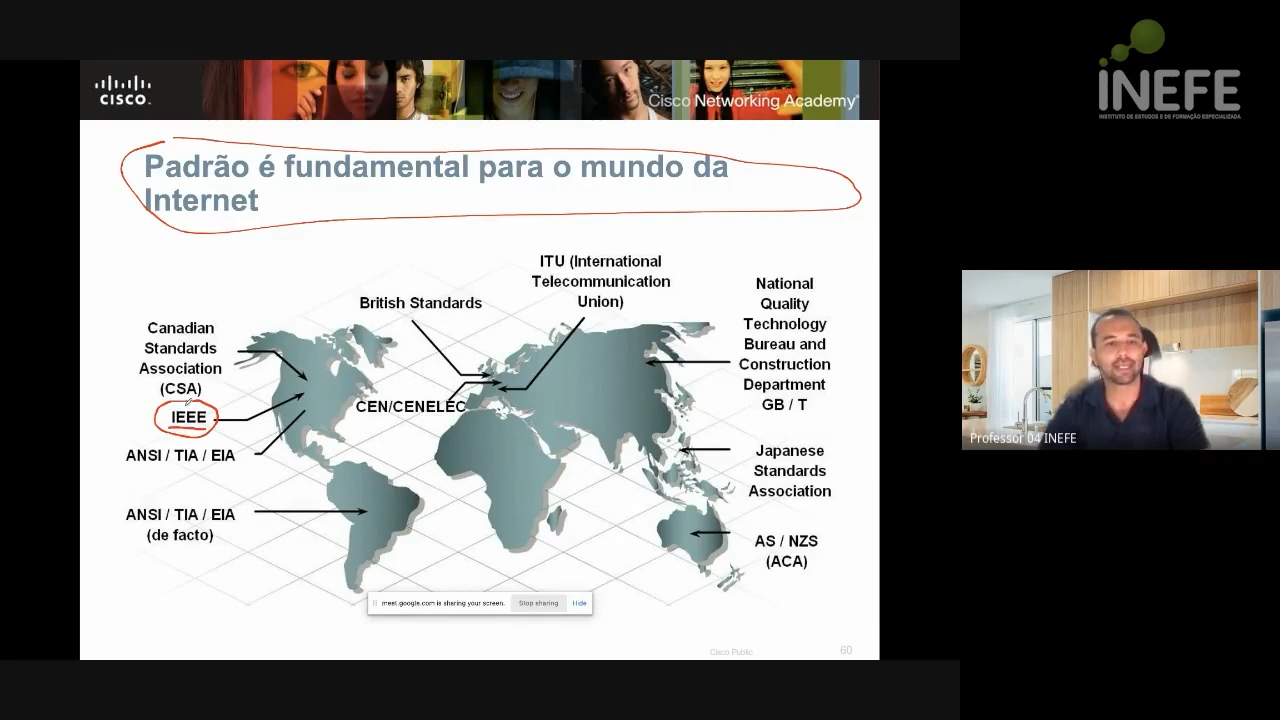 CISCO
Cisco Networking Academy®
INEFE
INSTITUTO DE ESTUDOS E DE FORMAÇÃO ESPECIALIZADA
Padrão é fundamental para o mundo da
Internet
ITU (International
Telecommunication
Union)
British Standards
National
Quality
Technology
Bureau and
Construction
Department
GB / T
Canadian
Standards
Association
(CSA)
IEEE
CEN/CENELEC
ANSI / TIA / EIA
Japanese
Standards
Association
ANSI / TIA / EIA
(de facto)
AS / NZS
(ACA)
meet.google.com is sharing your screen.
Stop sharing
Hide
Cisco Public
60
Professor 04 INEFE